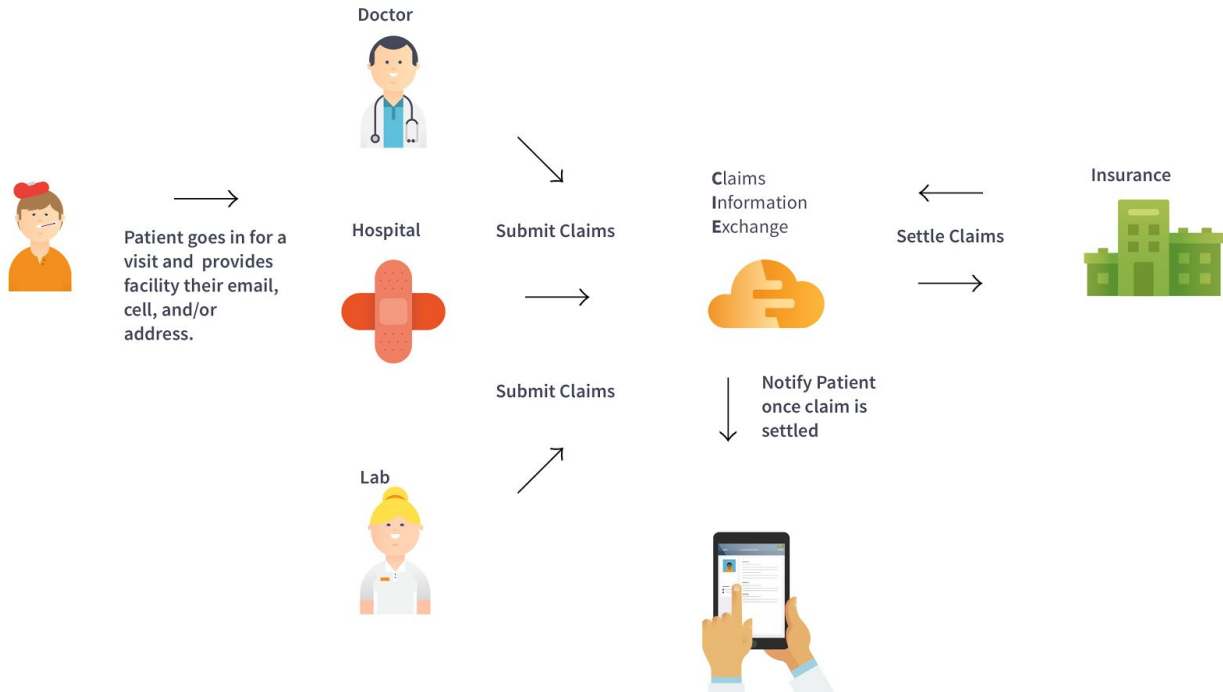 Doctor
Patient goes in for a
visit and provides
facility their email,
cell, and/or
address.
Hospital
Submit Claims
Submit Claims
Lab
Claims
Information
Exchange
Settle Claims
Insurance
Notify Patient
once claim is
settled